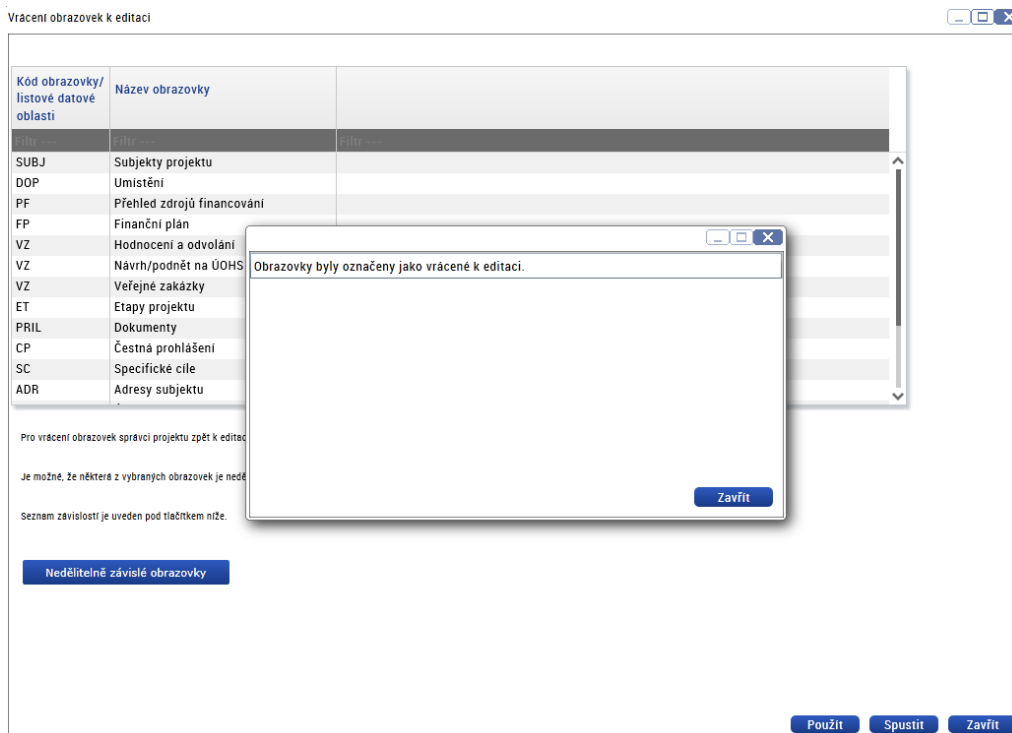 Vrácení obrazovek k editaci
Kód obrazovky/ listové datové oblasti
Název obrazovky
Filtr --- Filtr --- Filtr ---
SUBJ Subjekty projektu
DOP Umístění
PF Přehled zdrojů financování
FP Finanční plán
VZ Hodnocení a odvolání
VZ Návrh/podnět na ÚOHS
VZ Veřejné zakázky
ET Etapy projektu
PRIL Dokumenty
CP Čestná prohlášení
SC Specifické cíle
ADR Adresy subjektu
Obrazovky byly označeny jako vrácené k editaci.
Zavřít
Pro vrácení obrazovek správci projektu zpět k editac
Je možné, že některá z vybraných obrazovek je nedě
Seznam závislostí je uveden pod tlačítkem níže.
Nedělitelně závislé obrazovky
Použít Spustit Zavřít